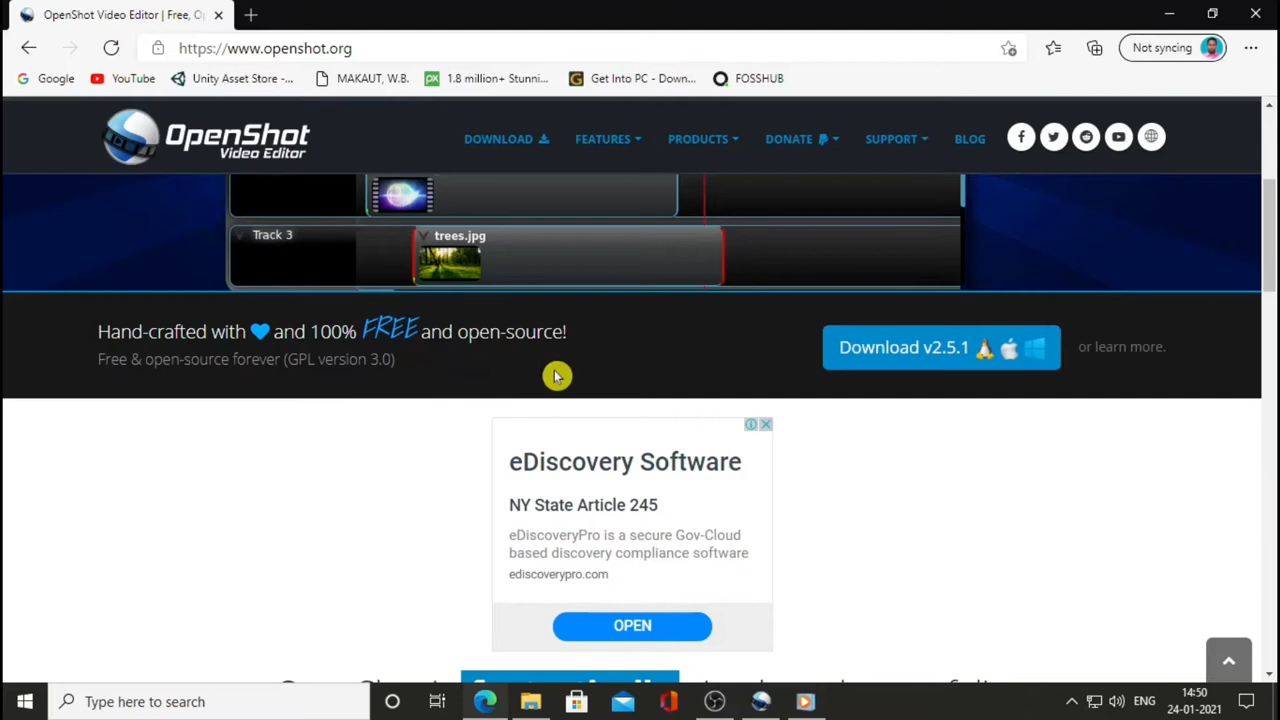 OpenShot Video Editor | Free, Op
https://www.openshot.org
Not syncing
Google
YouTube
Unity Asset Store -...
MAKAUT, W.B.
px
1.8 million+ Stunni...
G
Get Into PC - Down...
FOSSHUB
OpenShot
Video Editor
DOWNLOAD
FEATURES
PRODUCTS
DONATE
SUPPORT
BLOG
Track 3
trees.jpg
Hand-crafted with and 100% FREE and open-source!
Free & open-source forever (GPL version 3.0)
Download v2.5.1
or learn more.
eDiscovery Software
NY State Article 245
eDiscoveryPro is a secure Gov-Cloud
based discovery compliance software
ediscoverypro.com
OPEN
Type here to search
ENG
14:50
24-01-2021